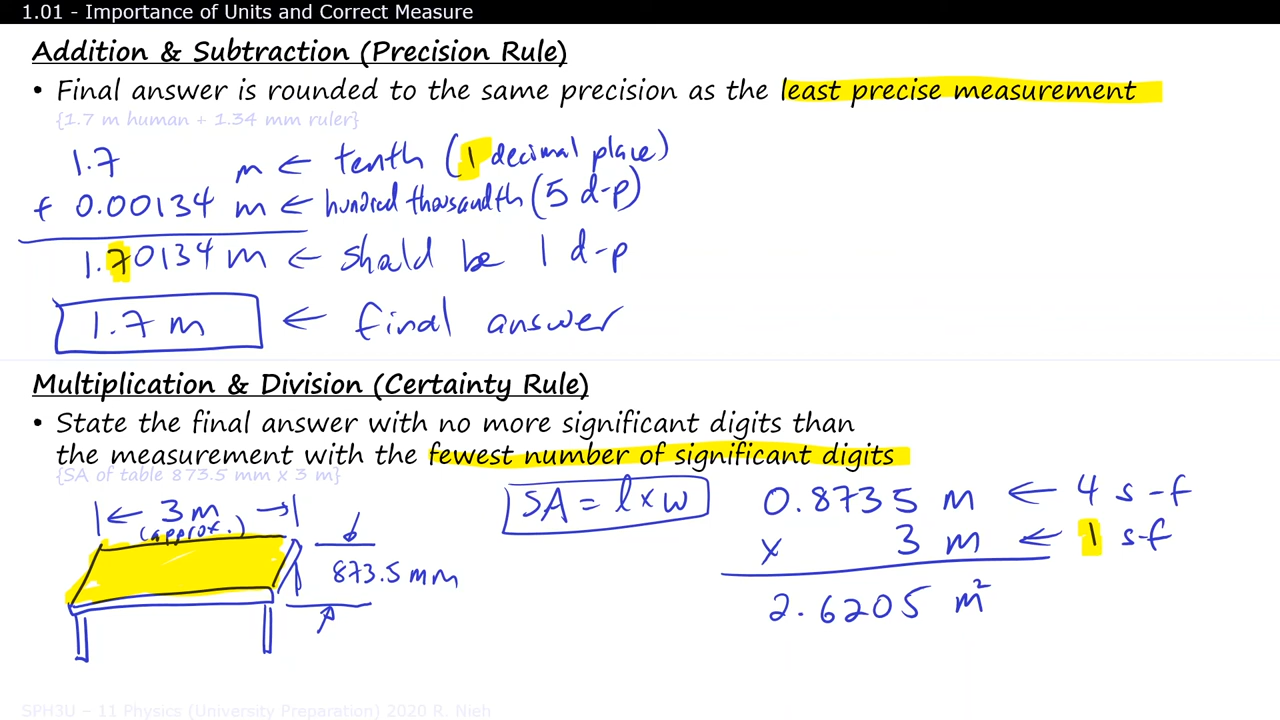 1.01 - Importance of Units and Correct Measure
Addition & Subtraction (Precision Rule)
• Final answer is rounded to the same precision as the least precise measurement
{1.7 m human + 1.34 mm ruler}
1.7 m ← tenth (1 decimal place)
+ 0.00134 m ← hundred thousandth (5 d-p)
1.70134 m ← should be 1 d-p
1.7 m ← final answer
Multiplication & Division (Certainty Rule)
• State the final answer with no more significant digits than
the measurement with the fewest number of significant digits
{SA of table 873.5 mm x 3 m}
← 3 m →
(approx.)
873.5 mm
SA = l x w
0.8735 m ← 4 s-f
x 3 m ← 1 s-f
2.6205 m²
SPH3U – 11 Physics (University Preparation) 2020 R. Nieh